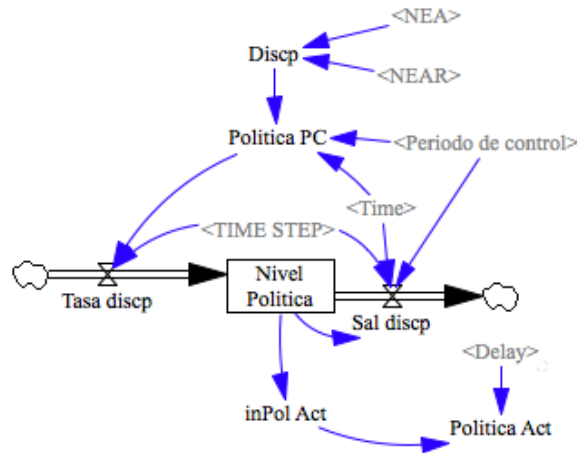 <NEA>
Discp
<NEAR>
Politica PC
<Periodo de control>
<Time>
<TIME STEP>
Nivel
Politica
Tasa discp
Sal discp
<Delay>
inPol Act
Politica Act